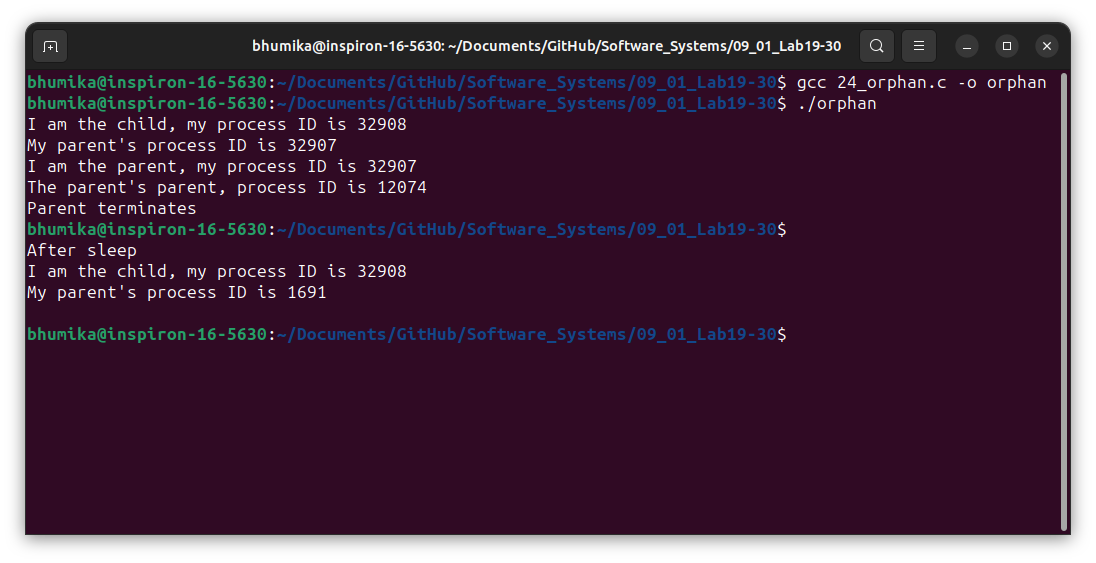 bhumika@inspiron-16-5630: ~/Documents/GitHub/Software_Systems/09_01_Lab19-30
bhumika@inspiron-16-5630:~/Documents/GitHub/Software_Systems/09_01_Lab19-30$ gcc 24_orphan.c -o orphan
bhumika@inspiron-16-5630:~/Documents/GitHub/Software_Systems/09_01_Lab19-30$ ./orphan
I am the child, my process ID is 32908
My parent's process ID is 32907
I am the parent, my process ID is 32907
The parent's parent, process ID is 12074
Parent terminates
bhumika@inspiron-16-5630:~/Documents/GitHub/Software_Systems/09_01_Lab19-30$
After sleep
I am the child, my process ID is 32908
My parent's process ID is 1691
bhumika@inspiron-16-5630:~/Documents/GitHub/Software_Systems/09_01_Lab19-30$